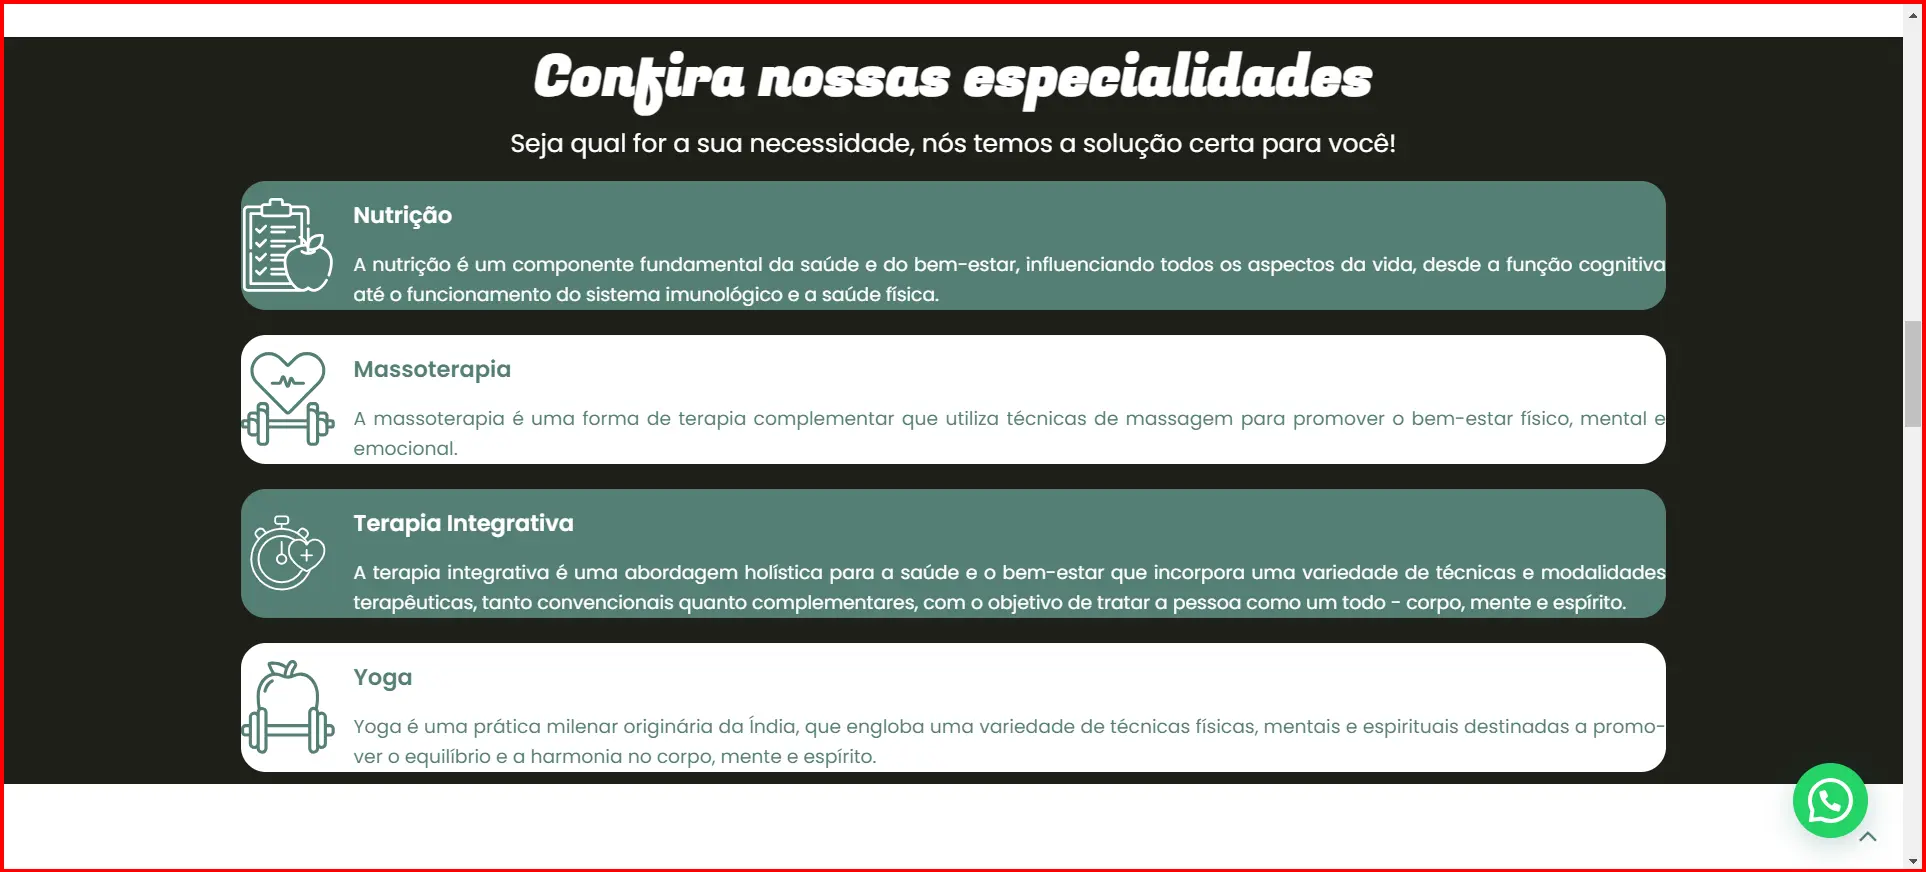 Confira nossas especialidades
Seja qual for a sua necessidade, nós temos a solução certa para você!
Nutrição
A nutrição é um componente fundamental da saúde e do bem-estar, influenciando todos os aspectos da vida, desde a função cognitiva
até o funcionamento do sistema imunológico e a saúde física.
Massoterapia
A massoterapia é uma forma de terapia complementar que utiliza técnicas de massagem para promover o bem-estar físico, mental e
emocional.
Terapia Integrativa
A terapia integrativa é uma abordagem holística para a saúde e o bem-estar que incorpora uma variedade de técnicas e modalidades
terapêuticas, tanto convencionais quanto complementares, com o objetivo de tratar a pessoa como um todo - corpo, mente e espírito.
Yoga
Yoga é uma prática milenar originária da Índia, que engloba uma variedade de técnicas físicas, mentais e espirituais destinadas a promo-
ver o equilíbrio e a harmonia no corpo, mente e espírito.